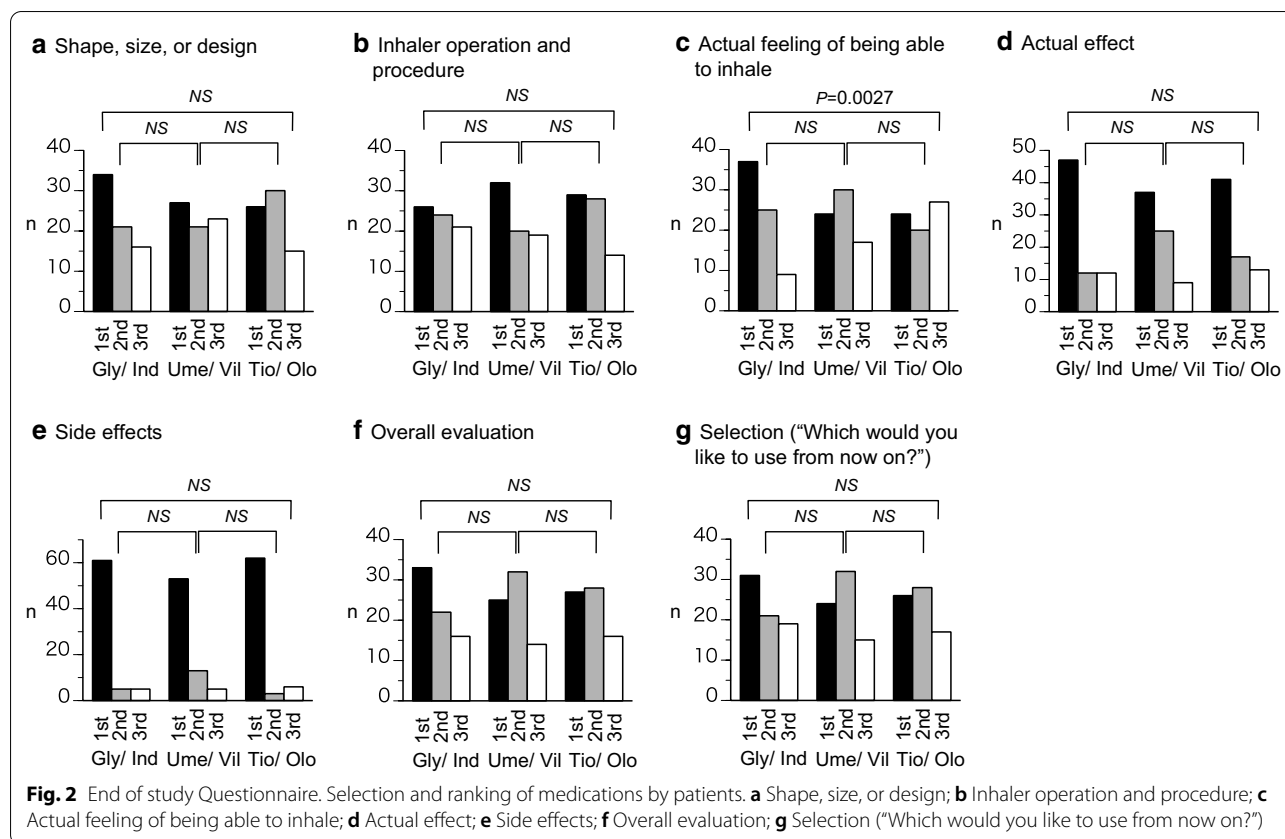 a Shape, size, or design
NS
NS NS
40
30
20
10
0
n
1st 2nd 3rd 1st 2nd 3rd 1st 2nd 3rd
Gly/ Ind Ume/ Vil Tio/ Olo
b Inhaler operation and
procedure
NS
NS NS
40
30
20
10
0
n
1st 2nd 3rd 1st 2nd 3rd 1st 2nd 3rd
Gly/ Ind Ume/ Vil Tio/ Olo
c Actual feeling of being able
to inhale
P=0.0027
NS NS
40
30
20
10
0
n
1st 2nd 3rd 1st 2nd 3rd 1st 2nd 3rd
Gly/ Ind Ume/ Vil Tio/ Olo
d Actual effect
NS
NS NS
50
40
30
20
10
0
n
1st 2nd 3rd 1st 2nd 3rd 1st 2nd 3rd
Gly/ Ind Ume/ Vil Tio/ Olo
e Side effects
NS
NS NS
60
40
20
0
n
1st 2nd 3rd 1st 2nd 3rd 1st 2nd 3rd
Gly/ Ind Ume/ Vil Tio/ Olo
f Overall evaluation
NS
NS NS
40
30
20
10
0
n
1st 2nd 3rd 1st 2nd 3rd 1st 2nd 3rd
Gly/ Ind Ume/ Vil Tio/ Olo
g Selection (“Which would you
like to use from now on?”)
NS
NS NS
40
30
20
10
0
n
1st 2nd 3rd 1st 2nd 3rd 1st 2nd 3rd
Gly/ Ind Ume/ Vil Tio/ Olo
Fig. 2 End of study Questionnaire. Selection and ranking of medications by patients. a Shape, size, or design; b Inhaler operation and procedure; c
Actual feeling of being able to inhale; d Actual effect; e Side effects; f Overall evaluation; g Selection (“Which would you like to use from now on?”)